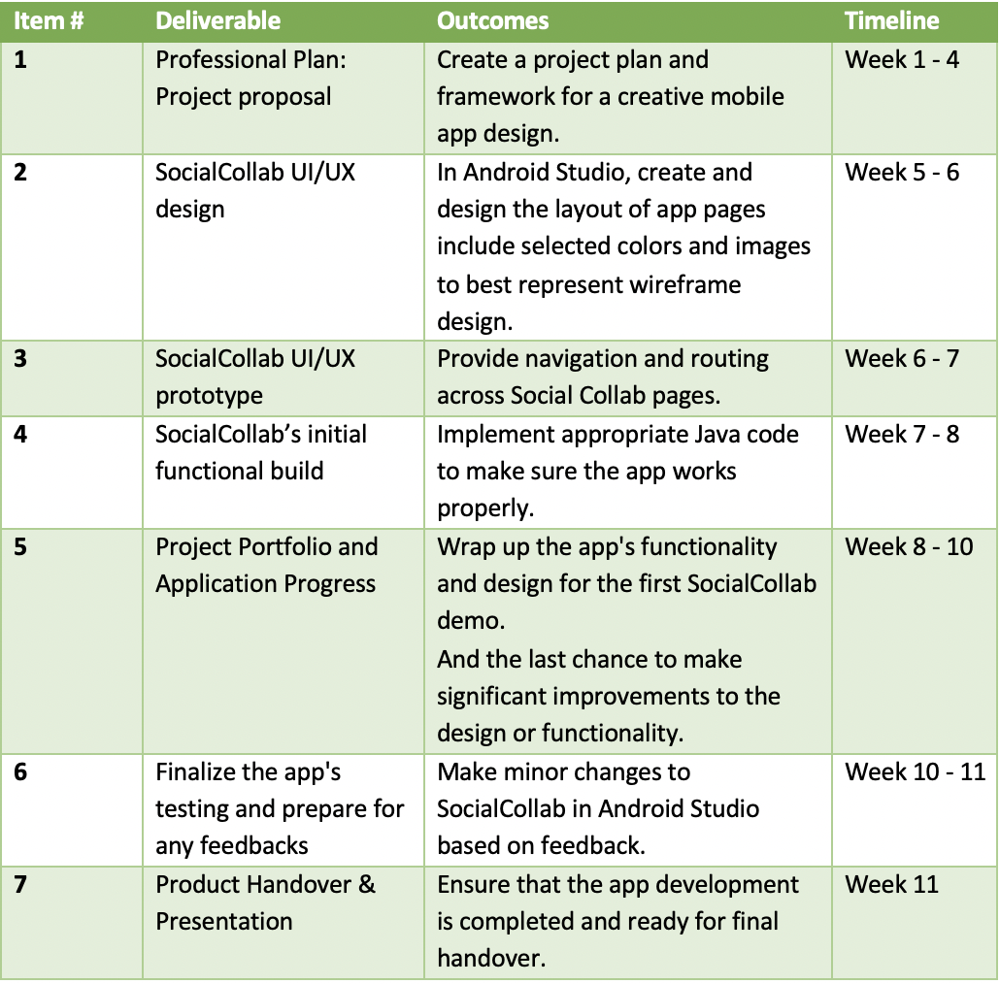 Item # Deliverable Outcomes Timeline
1 Professional Plan: Create a project plan and Week 1 - 4
Project proposal framework for a creative mobile
app design.
2 SocialCollab UI/UX In Android Studio, create and Week 5 - 6
design design the layout of app pages
include selected colors and images
to best represent wireframe
design.
3 SocialCollab UI/UX Provide navigation and routing Week 6 - 7
prototype across Social Collab pages.
4 SocialCollab’s initial Implement appropriate Java code Week 7 - 8
functional build to make sure the app works
properly.
5 Project Portfolio and Wrap up the app's functionality Week 8 - 10
Application Progress and design for the first SocialCollab
demo.
And the last chance to make
significant improvements to the
design or functionality.
6 Finalize the app's Make minor changes to Week 10 - 11
testing and prepare for SocialCollab in Android Studio
any feedbacks based on feedback.
7 Product Handover & Ensure that the app development Week 11
Presentation is completed and ready for final
handover.